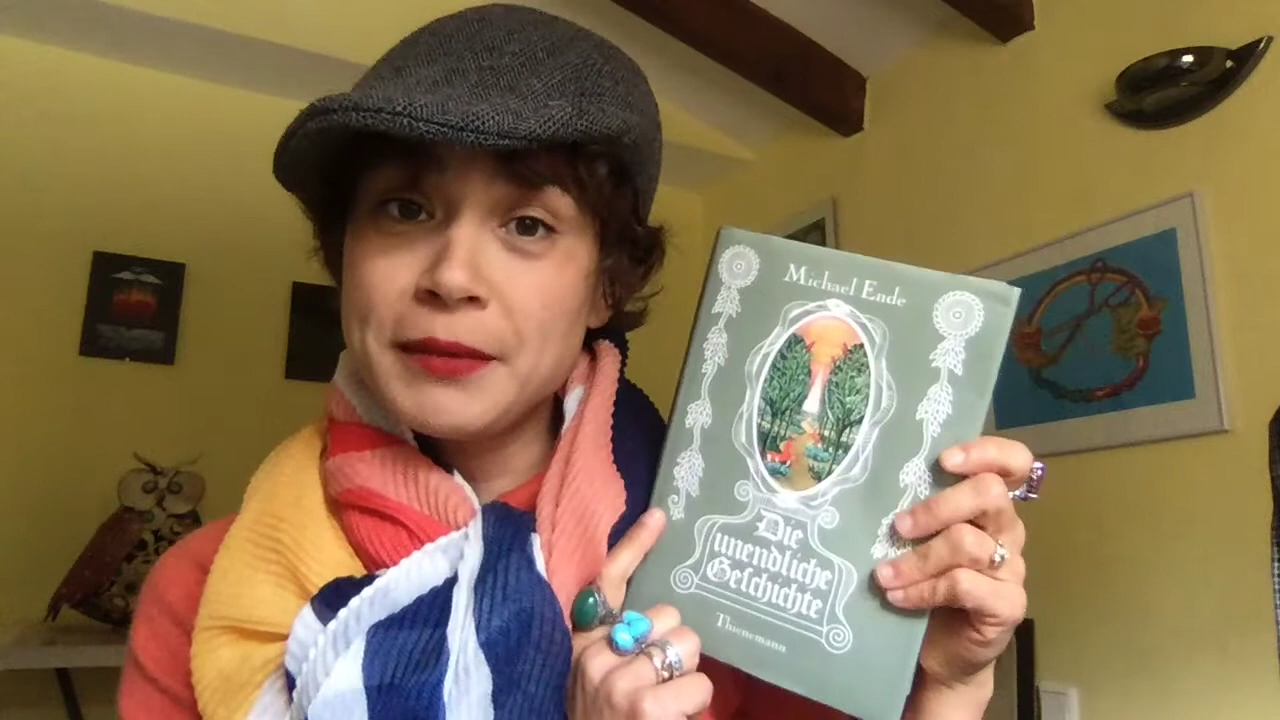 Michael Ende
Die
unendliche
Geschichte
Thienemann